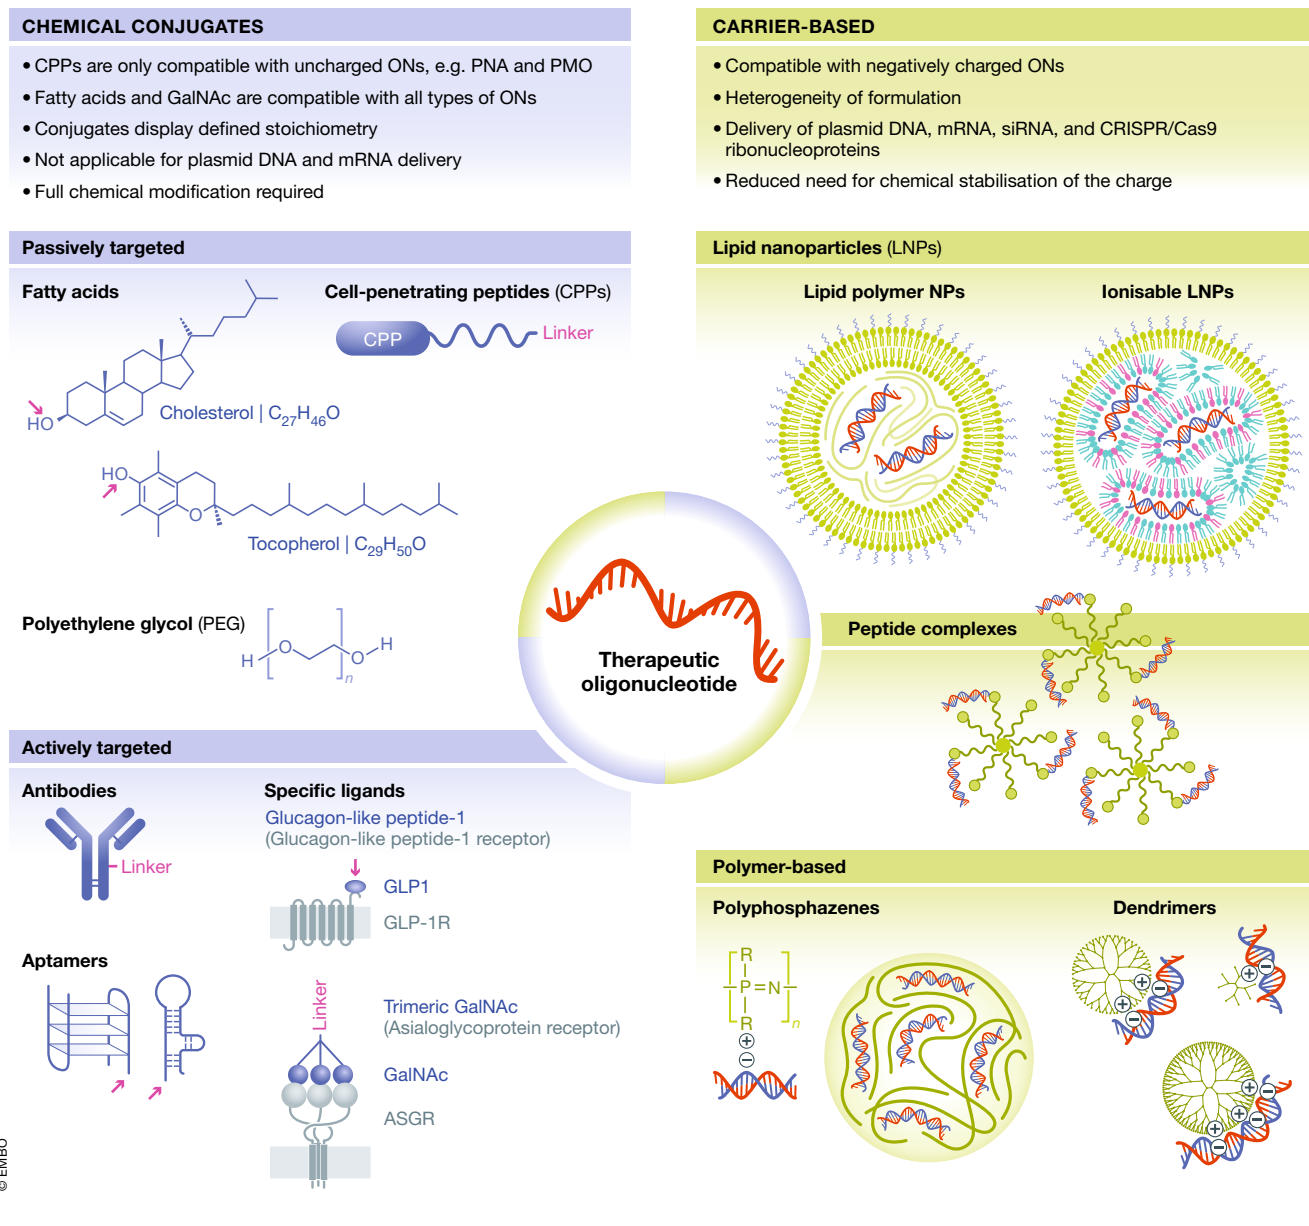 CHEMICAL CONJUGATES
• CPPs are only compatible with uncharged ONs, e.g. PNA and PMO
• Fatty acids and GalNAc are compatible with all types of ONs
• Conjugates display defined stoichiometry
• Not applicable for plasmid DNA and mRNA delivery
• Full chemical modification required
CARRIER-BASED
• Compatible with negatively charged ONs
• Heterogeneity of formulation
• Delivery of plasmid DNA, mRNA, siRNA, and CRISPR/Cas9
ribonucleoproteins
• Reduced need for chemical stabilisation of the charge
Passively targeted
Fatty acids
Cell-penetrating peptides (CPPs)
CPP
Linker
HO
Cholesterol | C27H46O
HO
O
Tocopherol | C29H50O
Polyethylene glycol (PEG)
H
O
n
O
H
Therapeutic
oligonucleotide
Actively targeted
Antibodies
Linker
Specific ligands
Glucagon-like peptide-1
(Glucagon-like peptide-1 receptor)
GLP1
GLP-1R
Aptamers
Linker
Trimeric GalNAc
(Asialoglycoprotein receptor)
GalNAc
ASGR
Lipid nanoparticles (LNPs)
Lipid polymer NPs
Ionisable LNPs
Peptide complexes
Polymer-based
Polyphosphazenes
R
P=N
R
n
+
−
Dendrimers
+
−
+
−
+
−
+
−
+
−
+
−
© EMBO